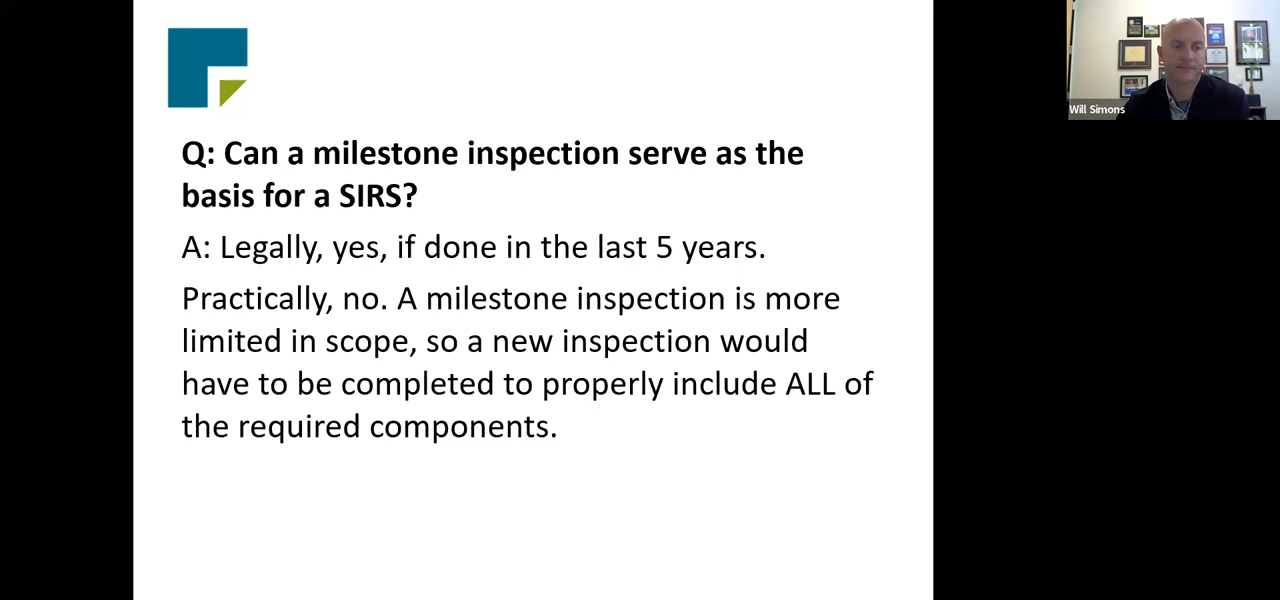 Q: Can a milestone inspection serve as the
basis for a SIRS?
A: Legally, yes, if done in the last 5 years.
Practically, no. A milestone inspection is more
limited in scope, so a new inspection would
have to be completed to properly include ALL of
the required components.
Will Simons